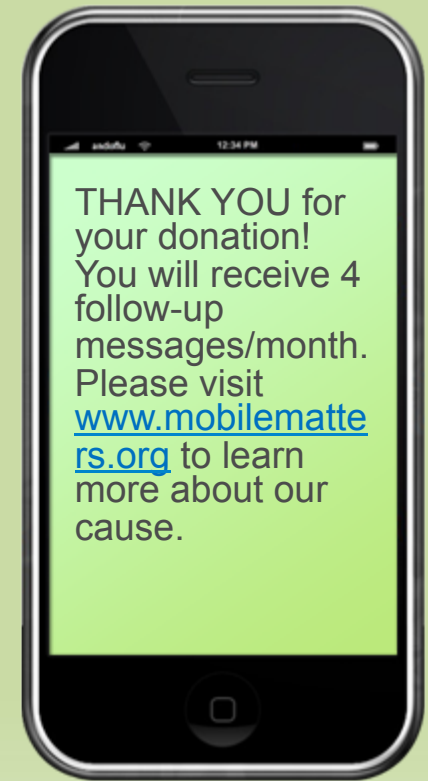 andoflu 12:34 PM
THANK YOU for
your donation!
You will receive 4
follow-up
messages/month.
Please visit
www.mobilematte
rs.org to learn
more about our
cause.